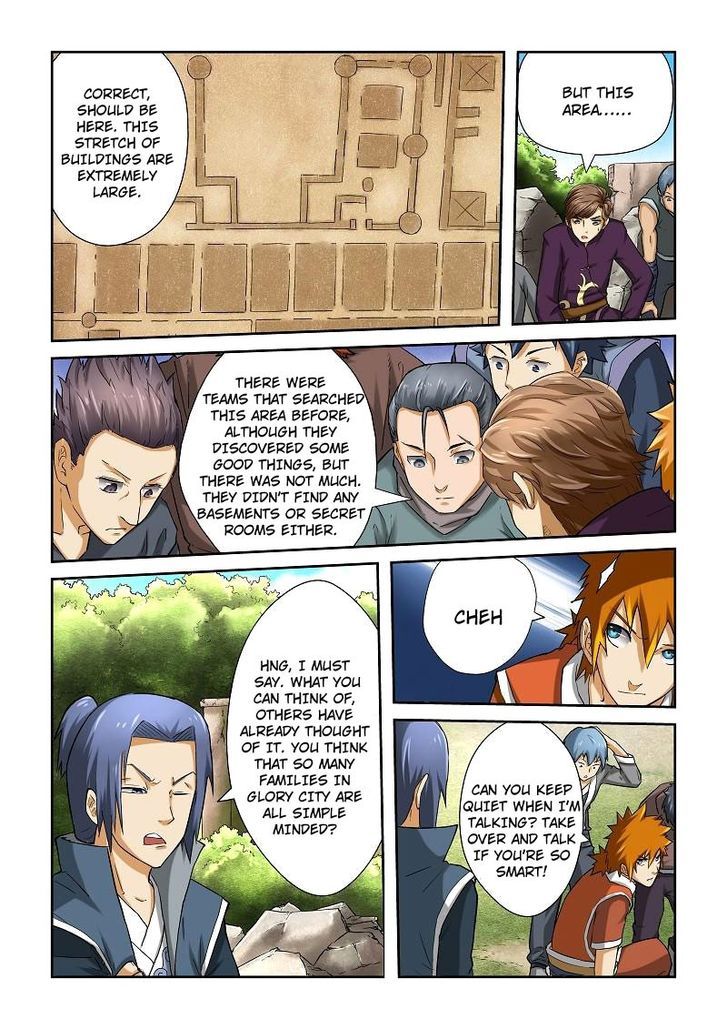 CORRECT,
SHOULD BE
HERE. THIS
STRETCH OF
BUILDINGS ARE
EXTREMELY
LARGE.
BUT THIS
AREA......
THERE WERE
TEAMS THAT SEARCHED
THIS AREA BEFORE,
ALTHOUGH THEY
DISCOVERED SOME
GOOD THINGS, BUT
THERE WAS NOT MUCH.
THEY DIDN'T FIND ANY
BASEMENTS OR SECRET
ROOMS EITHER.
HNG, I MUST
SAY. WHAT YOU
CAN THINK OF,
OTHERS HAVE
ALREADY THOUGHT
OF IT. YOU THINK
THAT SO MANY
FAMILIES IN
GLORY CITY ARE
ALL SIMPLE
MINDED?
CHEH
CAN YOU KEEP
QUIET WHEN I'M
TALKING? TAKE
OVER AND TALK
IF YOU'RE SO
SMART!